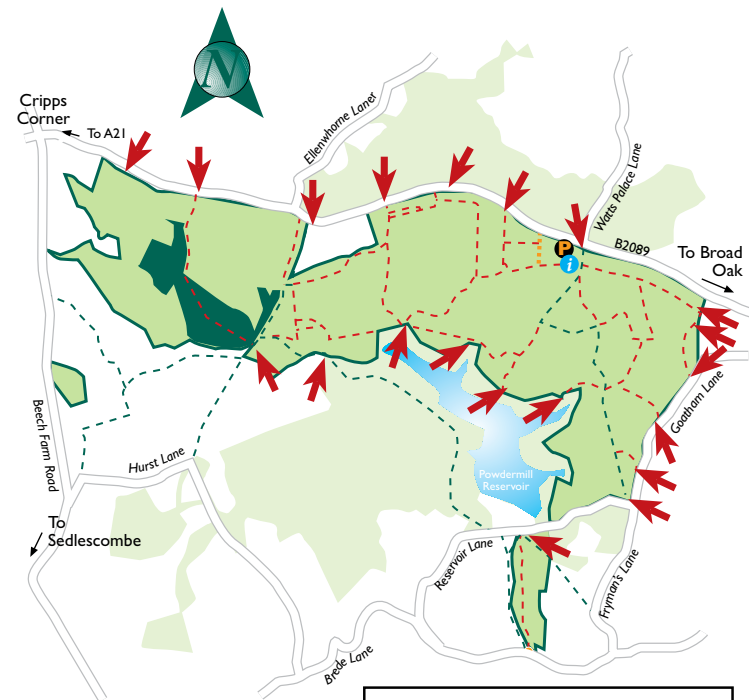 N
Cripps
Corner
To A21
Ellenwhorne Laner
Watts Palace Lane
B2089
To Broad
Oak
P
i
Goatham Lane
Beech Farm Road
Hurst Lane
Powdermill
Reservoir
To
Sedlescombe
Reservoir Lane
Fryman's Lane
Brede Lane